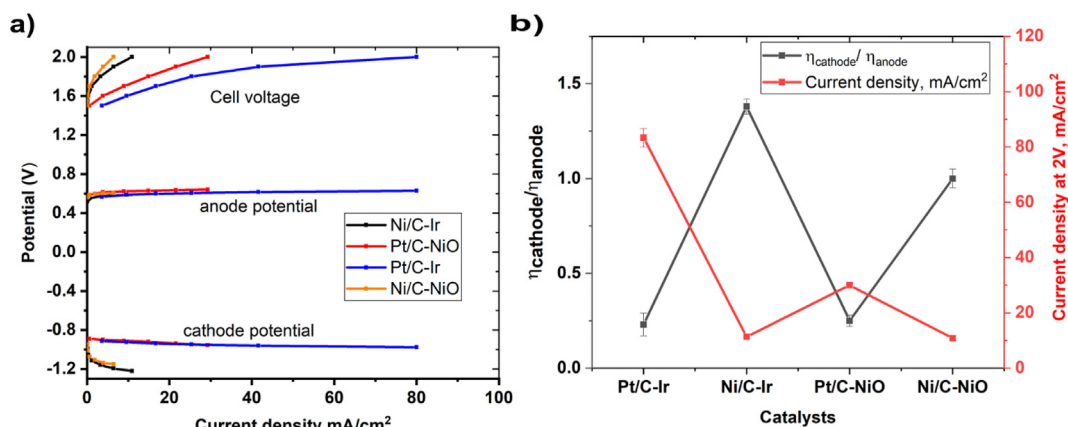 a)
Potential (V)
2.0
1.6
1.2
0.8
0.4
0.0
-0.4
-0.8
-1.2
Cell voltage
anode potential
Ni/C-Ir
Pt/C-NiO
Pt/C-Ir
Ni/C-NiO
cathode potential
0 20 40 60 80 100
Current density mA/cm2
b)
ηcathode/ηanode
1.5
1.0
0.5
0.0
ηcathode/ ηanode
Current density, mA/cm2
120
100
80
60
40
30
20
10
0
Current density at 2V, mA/cm2
Pt/C-Ir Ni/C-Ir Pt/C-NiO Ni/C-NiO
Catalysts